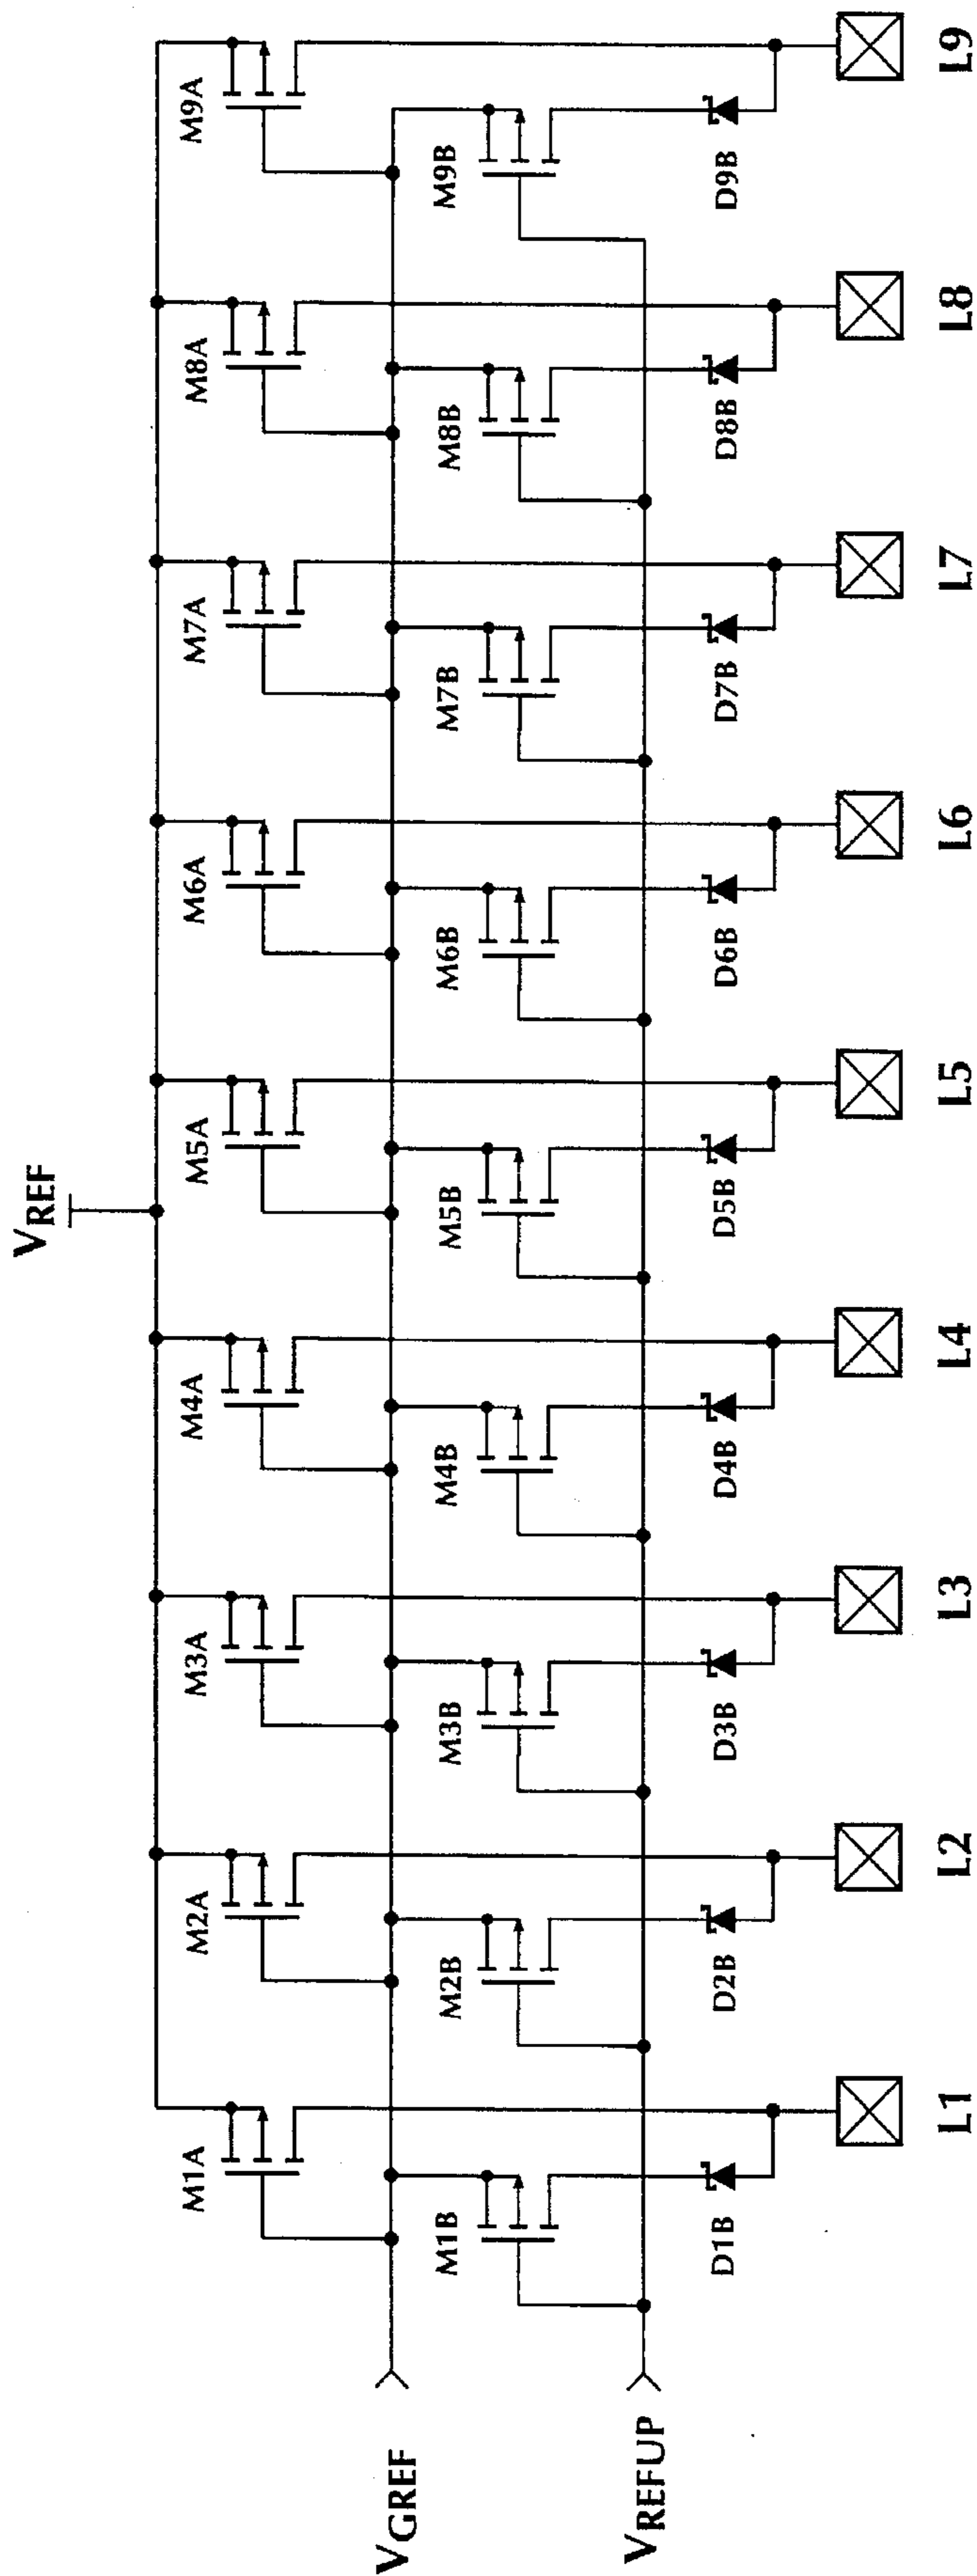 VREF
M1A
M2A
M3A
M4A
M5A
M6A
M7A
M8A
M9A
VGREF
M1B
M2B
M3B
M4B
M5B
M6B
M7B
M8B
M9B
VREFUP
D1B
D2B
D3B
D4B
D5B
D6B
D7B
D8B
D9B
L1
L2
L3
L4
L5
L6
L7
L8
L9